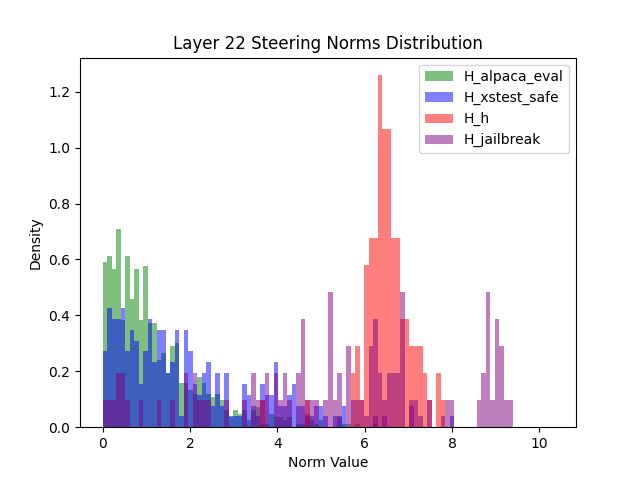 Layer 22 Steering Norms Distribution
H_alpaca_eval
H_xstest_safe
H_h
H_jailbreak
1.2
1.0
0.8
0.6
0.4
0.2
0.0
Density
0 2 4 6 8 10
Norm Value